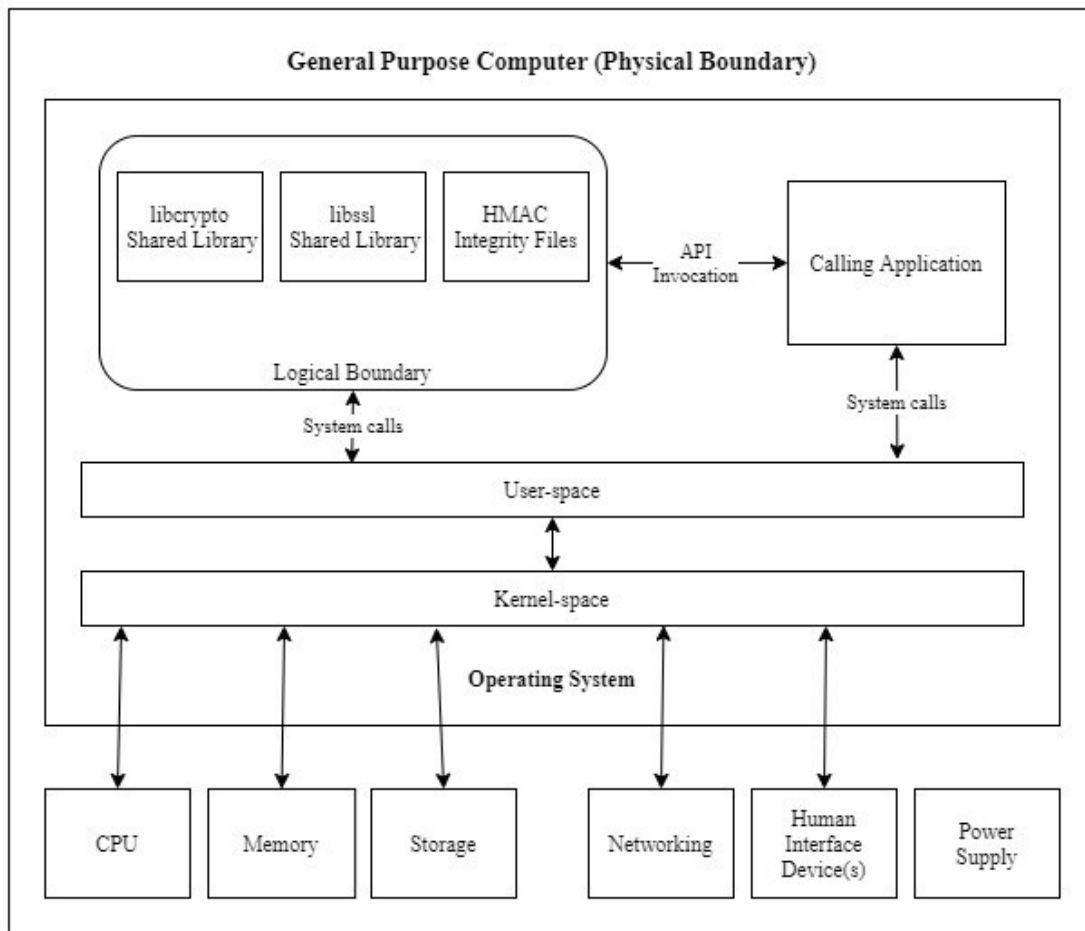 General Purpose Computer (Physical Boundary)
libcrypto
Shared Library
libssl
Shared Library
HMAC
Integrity Files
API
Invocation
Calling Application
Logical Boundary
System calls
System calls
User-space
Kernel-space
Operating System
CPU
Memory
Storage
Networking
Human
Interface
Device(s)
Power
Supply